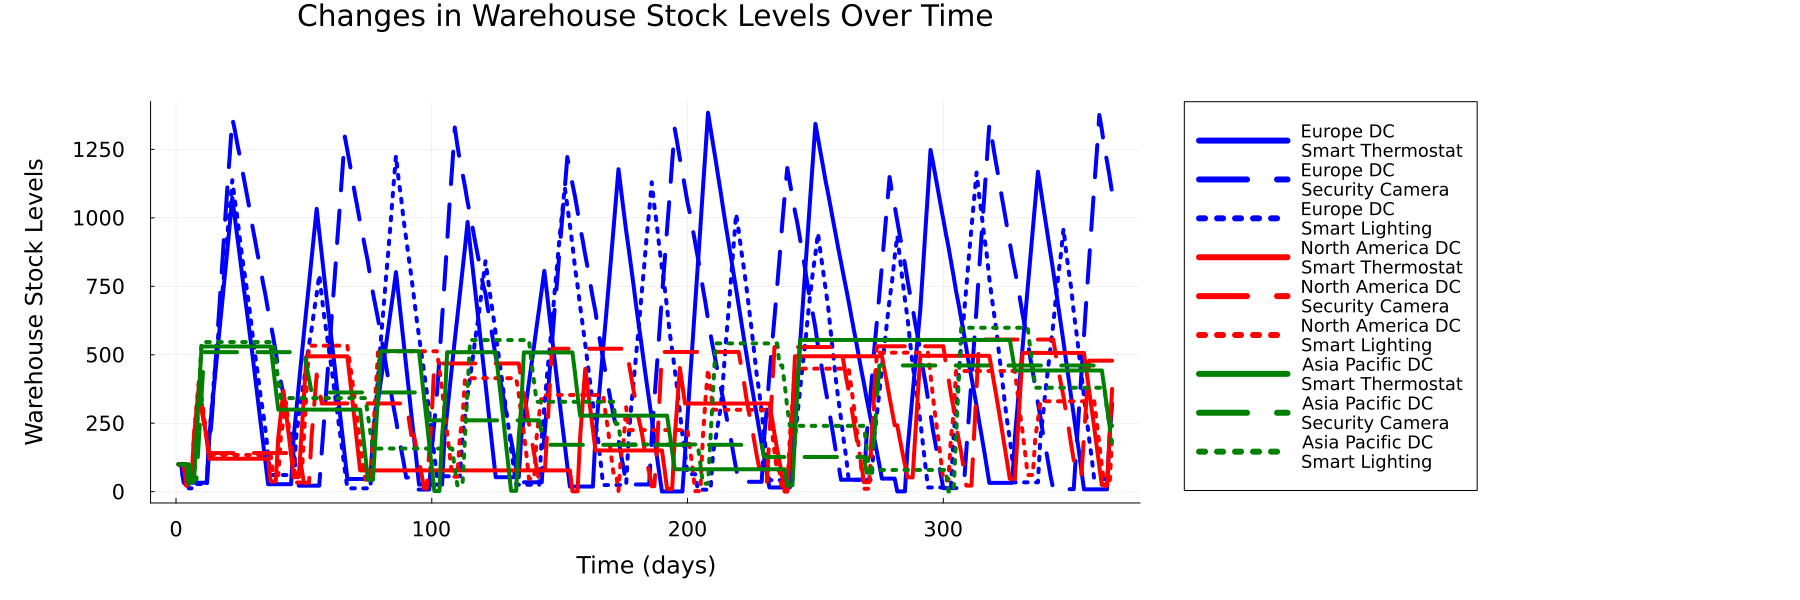 Changes in Warehouse Stock Levels Over Time
Warehouse Stock Levels
1250
1000
750
500
250
0
0 100 200 300
Time (days)
Europe DC
Smart Thermostat
Europe DC
Security Camera
Europe DC
Smart Lighting
North America DC
Smart Thermostat
North America DC
Security Camera
North America DC
Smart Lighting
Asia Pacific DC
Smart Thermostat
Asia Pacific DC
Security Camera
Asia Pacific DC
Smart Lighting